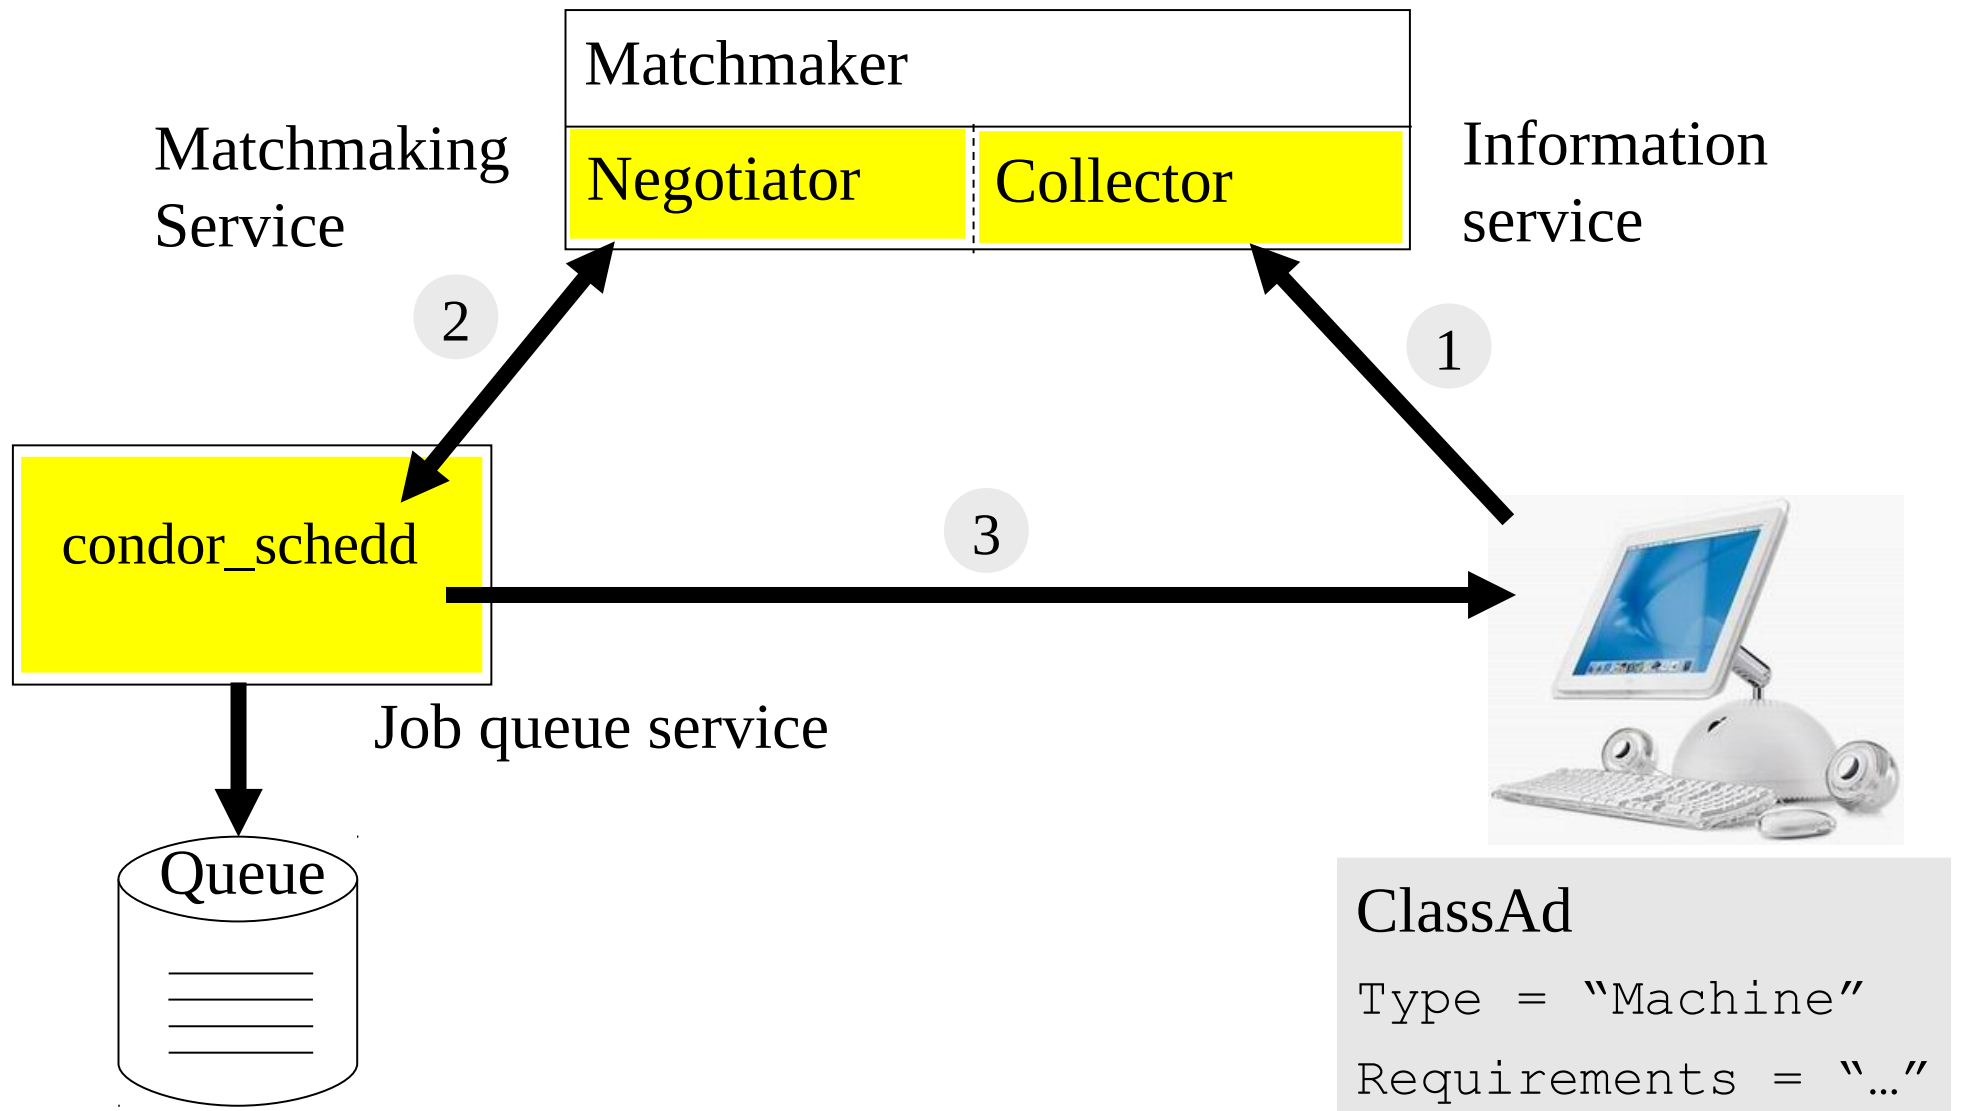 Matchmaker
Matchmaking
Service
Negotiator
Collector
Information
service
2
1
condor_schedd
3
Job queue service
Queue
ClassAd
Type = “Machine”
Requirements = “…”